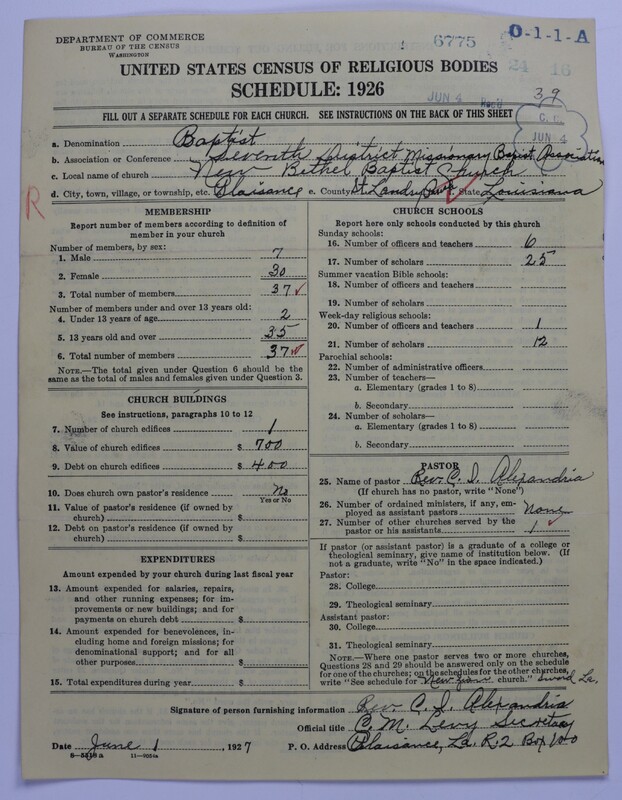 DEPARTMENT OF COMMERCE
BUREAU OF THE CENSUS
WASHINGTON
6775
O-1-1-A
24 16
UNITED STATES CENSUS OF RELIGIOUS BODIES
SCHEDULE: 1926
JUN 4 Rec'd
39
FILL OUT A SEPARATE SCHEDULE FOR EACH CHURCH. SEE INSTRUCTIONS ON THE BACK OF THIS SHEET
C. C.
JUN 4
a. Denomination Baptist
b. Association or Conference Seventh District Missionary Baptist Association
c. Local name of church New Bethel Baptist Church
d. City, town, village, or township, etc. Plaisance e. County St. Landry Par. f. State Louisiana
R
MEMBERSHIP
Report number of members according to definition of member in your church
Number of members, by sex:
1. Male 7
2. Female 30
3. Total number of members 37
Number of members under and over 13 years old:
4. Under 13 years of age 2
5. 13 years old and over 35
6. Total number of members 37
NOTE.—The total given under Question 6 should be the same as the total of males and females given under Question 3.
CHURCH BUILDINGS
See instructions, paragraphs 10 to 12
7. Number of church edifices 1
8. Value of church edifices $ 700
9. Debt on church edifices $ 400
10. Does church own pastor's residence No
Yes or No
11. Value of pastor's residence (if owned by church) $
12. Debt on pastor's residence (if owned by church) $
EXPENDITURES
Amount expended by your church during last fiscal year
13. Amount expended for salaries, repairs, and other running expenses; for improvements or new buildings; and for payments on church debt $
14. Amount expended for benevolences, including home and foreign missions; for denominational support; and for all other purposes $
15. Total expenditures during year $
CHURCH SCHOOLS
Report here only schools conducted by this church
Sunday schools:
16. Number of officers and teachers 6
17. Number of scholars 25
Summer vacation Bible schools:
18. Number of officers and teachers
19. Number of scholars
Week-day religious schools:
20. Number of officers and teachers 1
21. Number of scholars 12
Parochial schools:
22. Number of administrative officers
23. Number of teachers—
a. Elementary (grades 1 to 8)
b. Secondary
24. Number of scholars—
a. Elementary (grades 1 to 8)
b. Secondary
PASTOR
25. Name of pastor Rev. C. I. Alexandria
(If church has no pastor, write "None")
26. Number of ordained ministers, if any, employed as assistant pastors None
27. Number of other churches served by the pastor or his assistants 1
If pastor (or assistant pastor) is a graduate of a college or theological seminary, give name of institution below. (If not a graduate, write "No" in the space indicated.)
Pastor:
28. College
29. Theological seminary
Assistant pastor:
30. College
31. Theological seminary
NOTE.—Where one pastor serves two or more churches, Questions 28 and 29 should be answered only on the schedule for one of the churches; on the schedules for the other churches, write "See schedule for New church." La.
Signature of person furnishing information Rev. C. I. Alexandria
Official title C. M. Levy Secretary
Date June 1, 1927 P. O. Address Plaisance, La. R. 2 Box 100
8—5518a 11—9054a